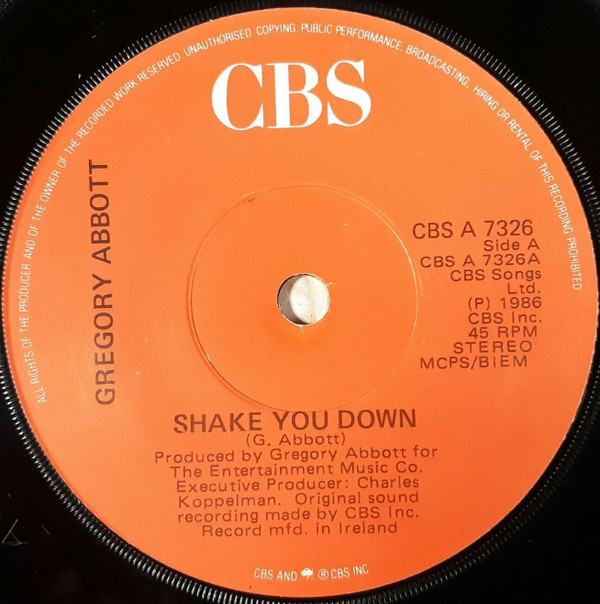 ALL RIGHTS OF THE PRODUCER AND OF THE OWNER OF THE RECORDED WORK RESERVED UNAUTHORISED COPYING, PUBLIC PERFORMANCE, BROADCASTING, HIRING OR RENTAL OF THIS RECORDING PROHIBITED
CBS
GREGORY ABBOTT
CBS A 7326
Side A
CBS A 7326A
CBS Songs
Ltd.
(P) 1986
CBS Inc.
45 RPM
STEREO
MCPS/BIEM
SHAKE YOU DOWN
(G. Abbott)
Produced by Gregory Abbott for
The Entertainment Music Co.
Executive Producer: Charles
Koppelman. Original sound
recording made by CBS Inc.
Record mfd. in Ireland
CBS AND ® CBS INC